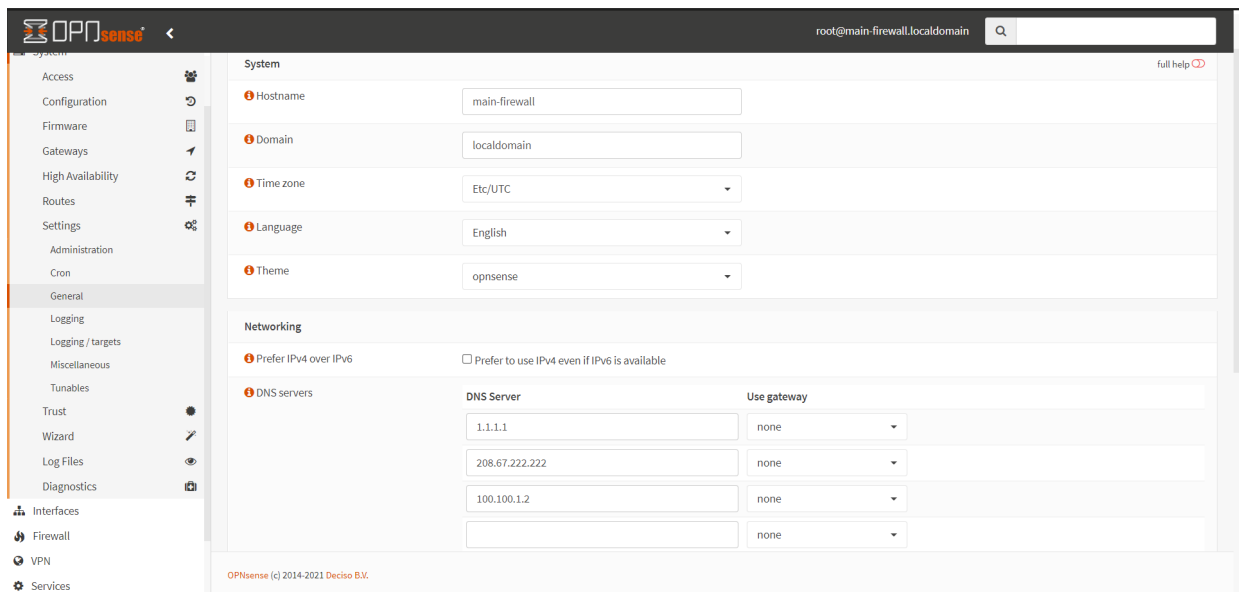 OPNsense
root@main-firewall.localdomain
System
Access
Configuration
Firmware
Gateways
High Availability
Routes
Settings
Administration
Cron
General
Logging
Logging / targets
Miscellaneous
Tunables
Trust
Wizard
Log Files
Diagnostics
Interfaces
Firewall
VPN
Services
System
full help
Hostname
main-firewall
Domain
localdomain
Time zone
Etc/UTC
Language
English
Theme
opnsense
Networking
Prefer IPv4 over IPv6
Prefer to use IPv4 even if IPv6 is available
DNS servers
DNS Server Use gateway
1.1.1.1 none
208.67.222.222 none
100.100.1.2 none
none
OPNsense (c) 2014-2021 Deciso B.V.